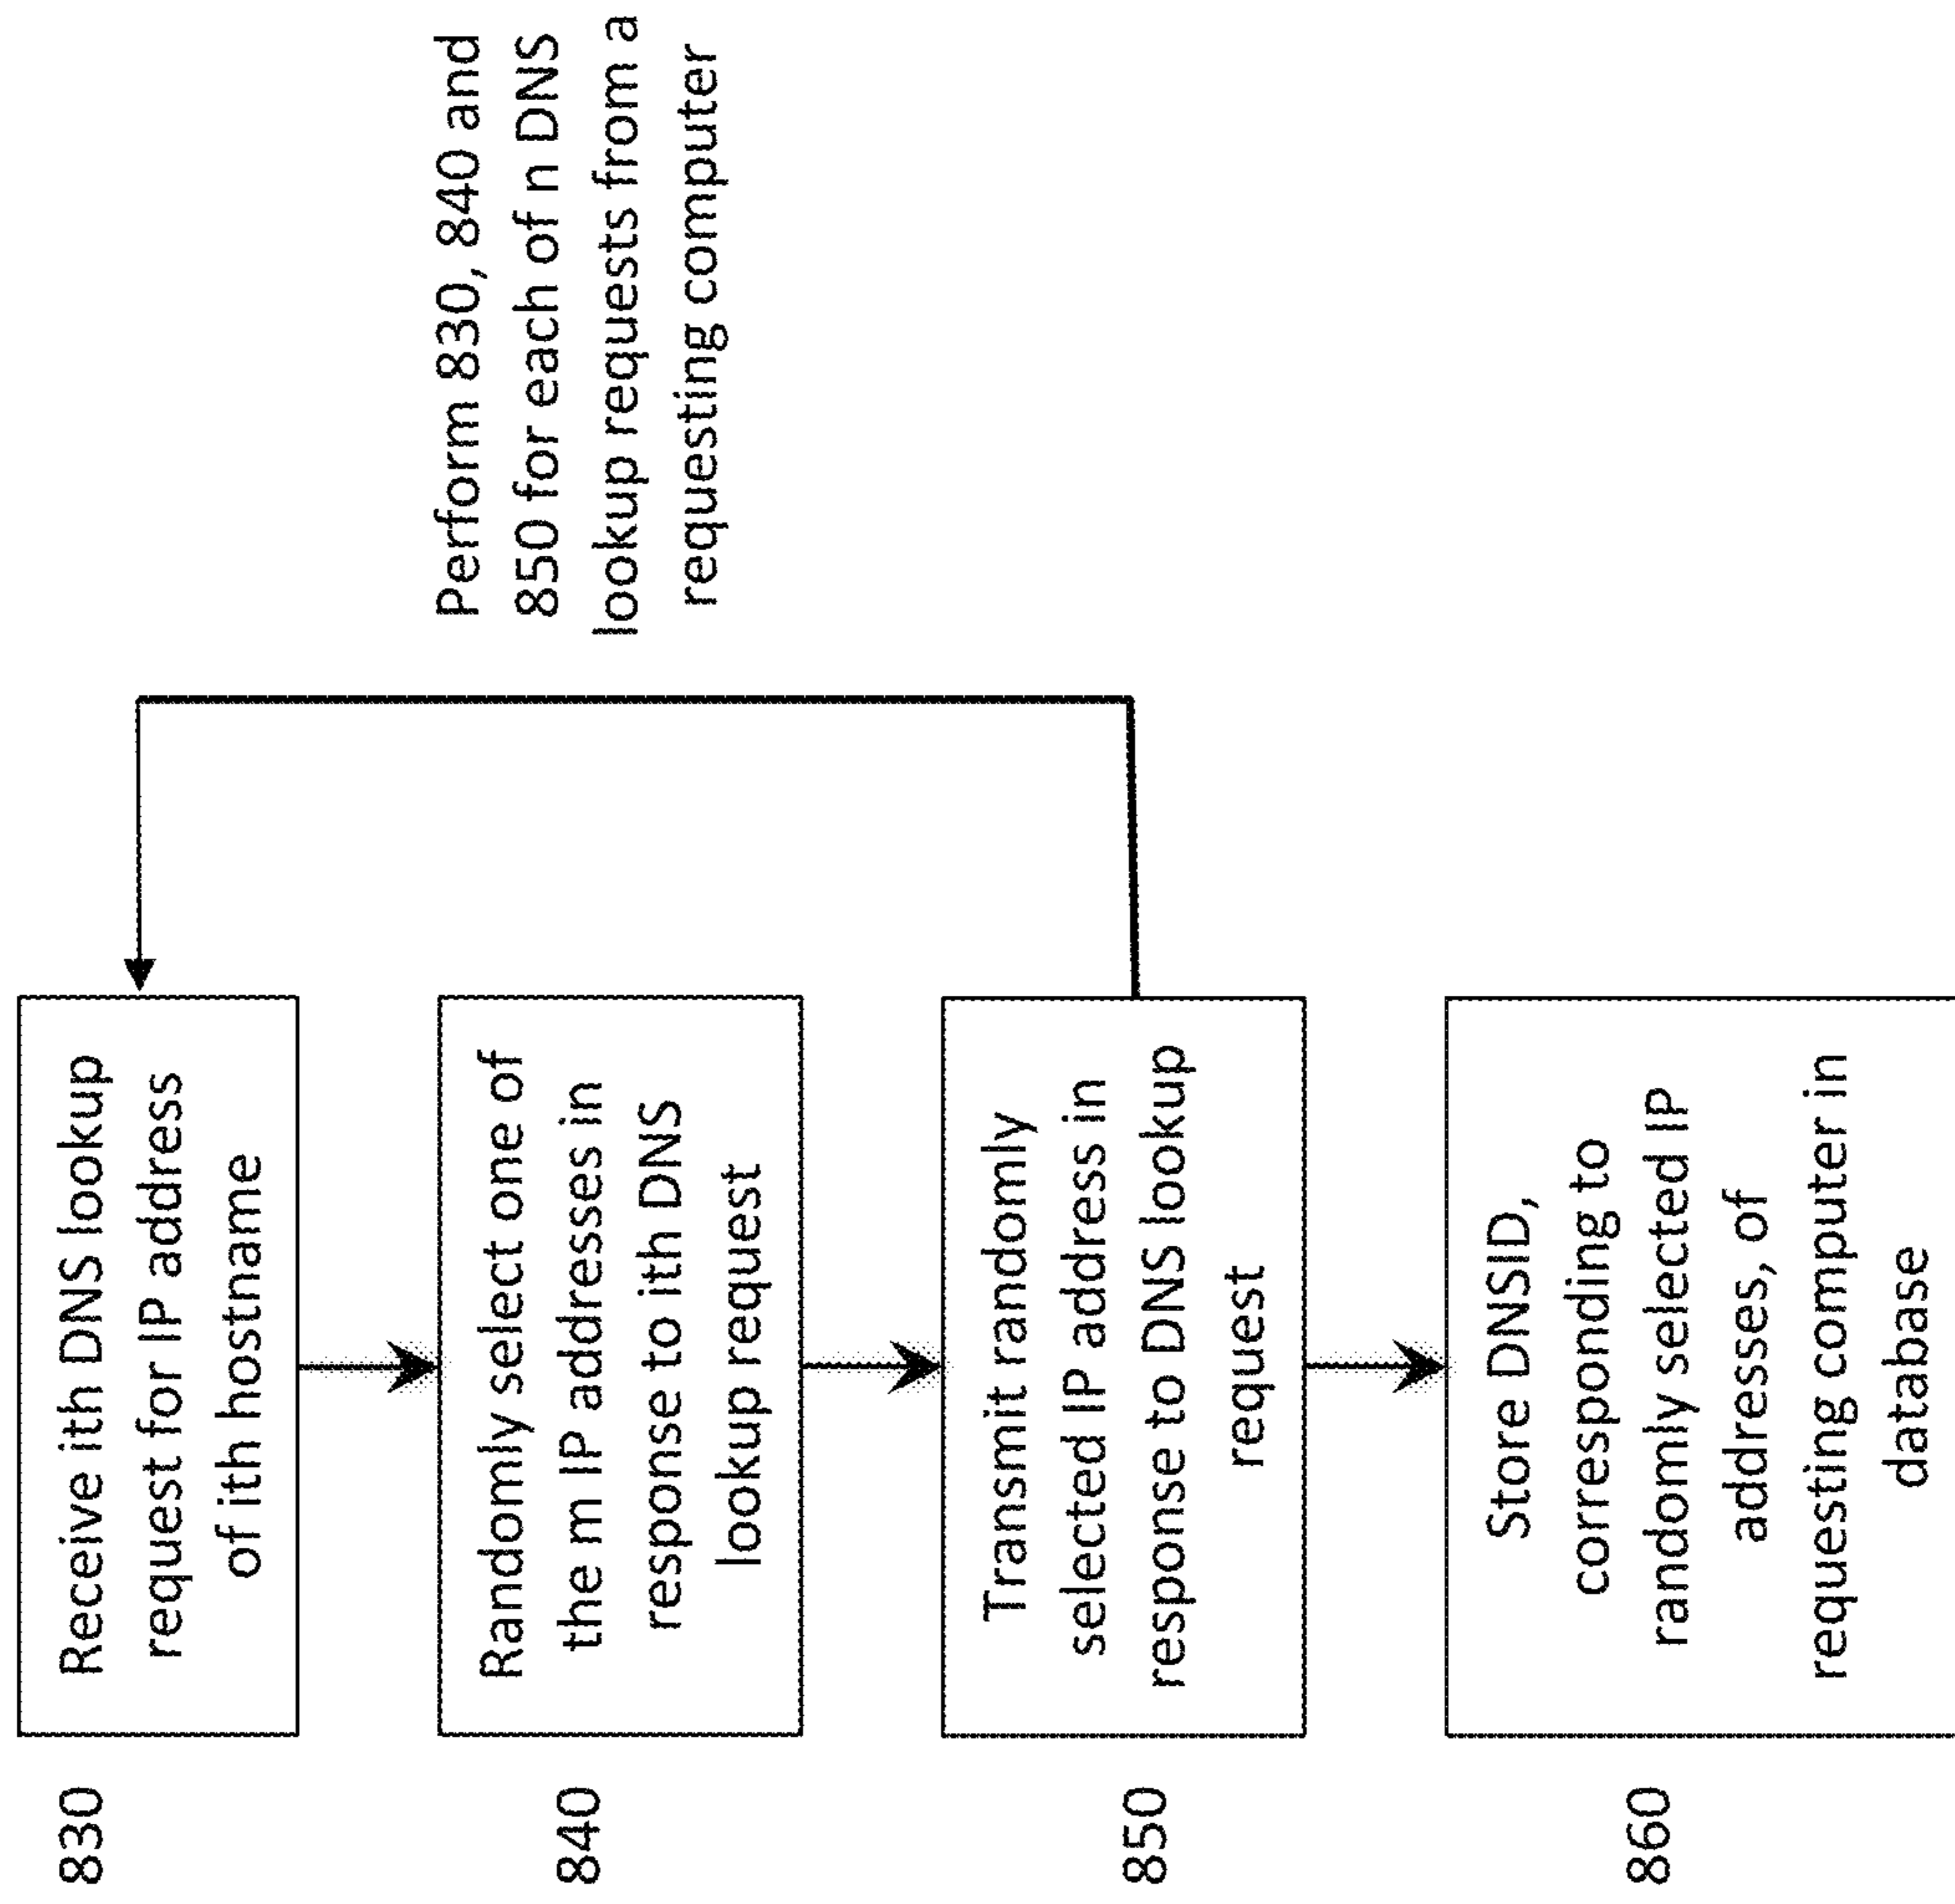 830
Receive ith DNS lookup
request for IP address
of ith hostname
840
Randomly select one of
the m IP addresses in
response to ith DNS
lookup request
850
Transmit randomly
selected IP address in
response to DNS lookup
request
860
Store DNSID,
corresponding to
randomly selected IP
addresses, of
requesting computer in
database
Perform 830, 840 and
850 for each of n DNS
lookup requests from a
requesting computer